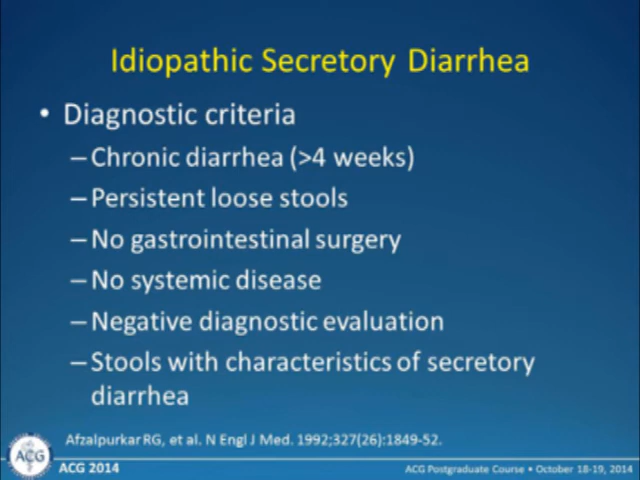 Idiopathic Secretory Diarrhea
• Diagnostic criteria
– Chronic diarrhea (>4 weeks)
– Persistent loose stools
– No gastrointestinal surgery
– No systemic disease
– Negative diagnostic evaluation
– Stools with characteristics of secretory
diarrhea
Afzalpurkar RG, et al. N Engl J Med. 1992;327(26):1849-52.
ACG
ACG 2014
ACG Postgraduate Course • October 18-19, 2014